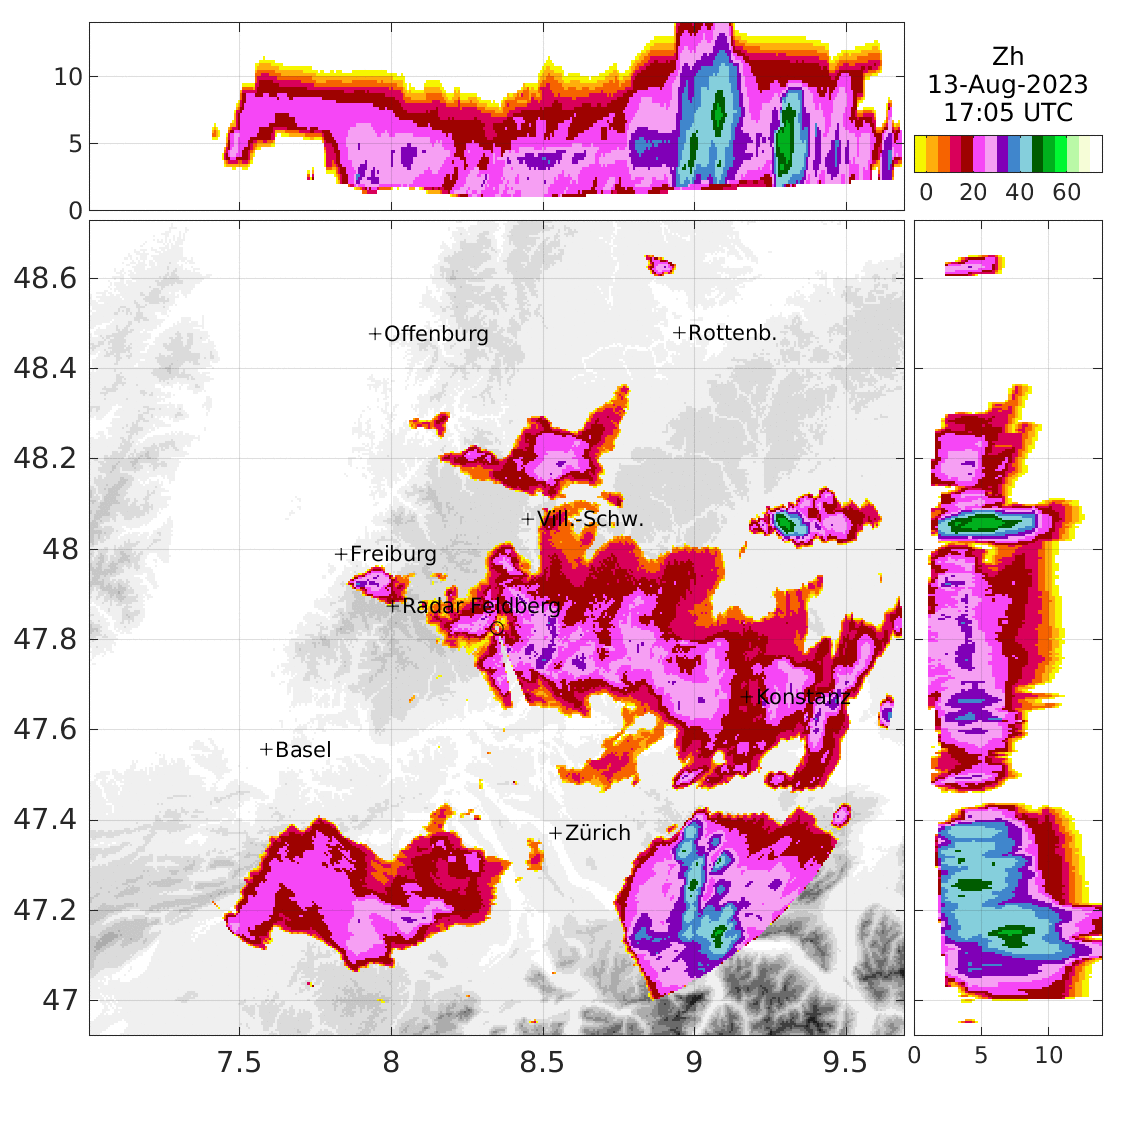 10
5
0
Zh
13-Aug-2023
17:05 UTC
0 20 40 60
48.6
48.4
48.2
48
47.8
47.6
47.4
47.2
47
Offenburg
Rottenb.
Vill.-Schw.
Freiburg
Radar Feldberg
Konstanz
Basel
Zürich
7.5 8 8.5 9 9.5
0 5 10